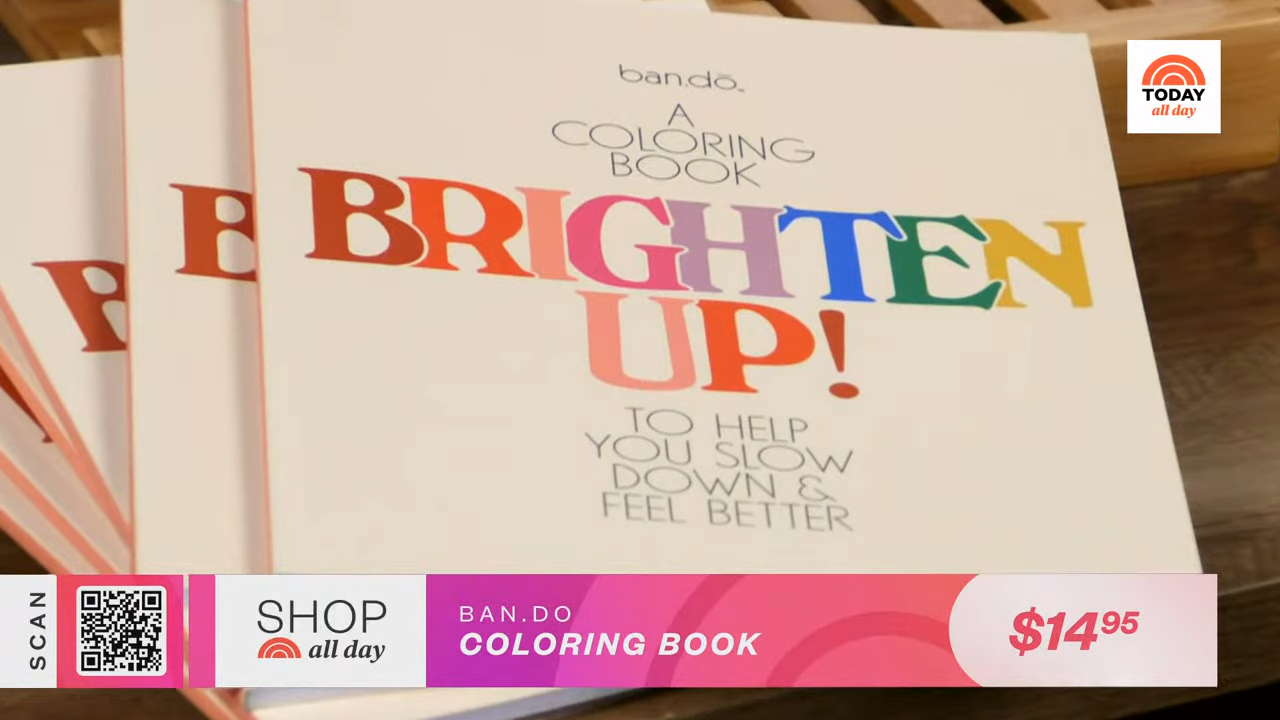 ban.dō
A
COLORING
BOOK
BRIGHTEN
UP!
TO HELP
YOU SLOW
DOWN &
FEEL BETTER
B
B
TODAY
all day
SCAN
SHOP
all day
BAN.DO
COLORING BOOK
$14.95